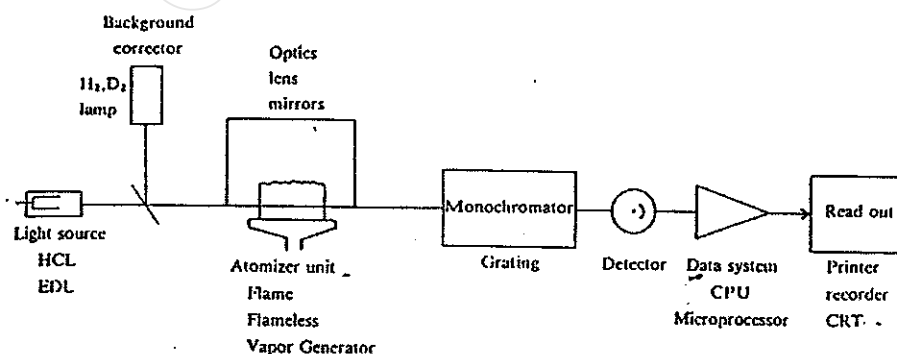 Background
corrector
H₂,D₂
lamp
Optics
lens
mirrors
Light source
HCL
EDL
Atomizer unit
Flame
Flameless
Vapor Generator
Monochromator
Grating
Detector
Data system
CPU
Microprocessor
Read out
Printer
recorder
CRT